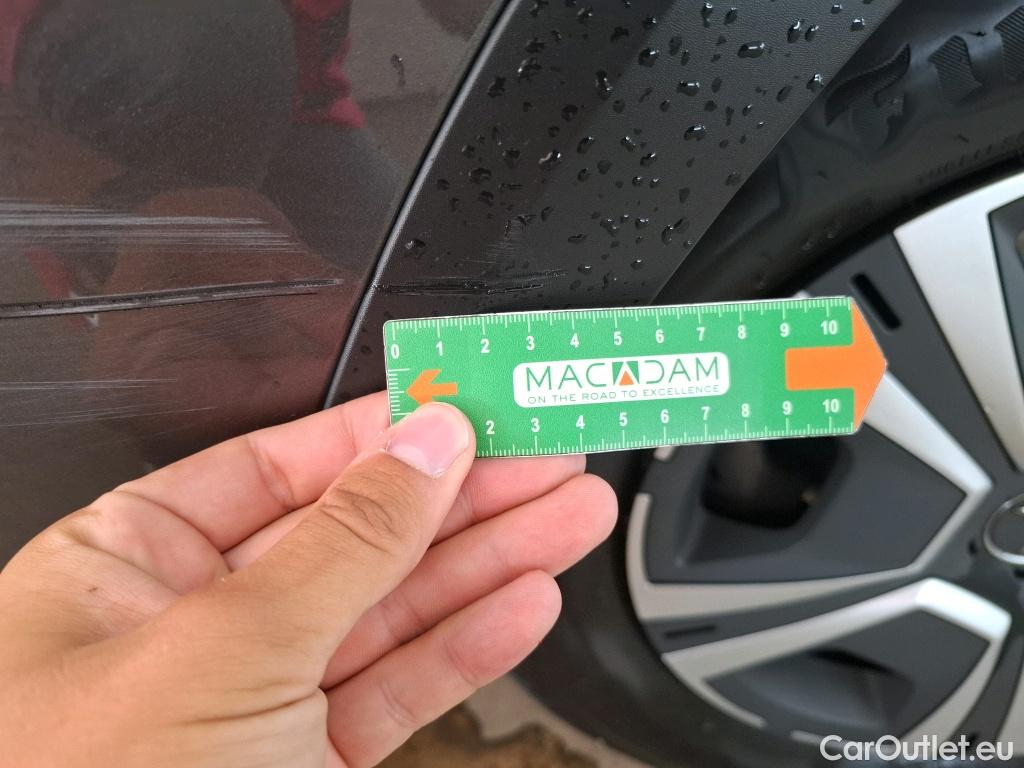 0 1 2 3 4 5 6 7 8 9 10
MACADAM
ON THE ROAD TO EXCELLENCE
2 3 4 5 6 7 8 9 10
CarOutlet.eu